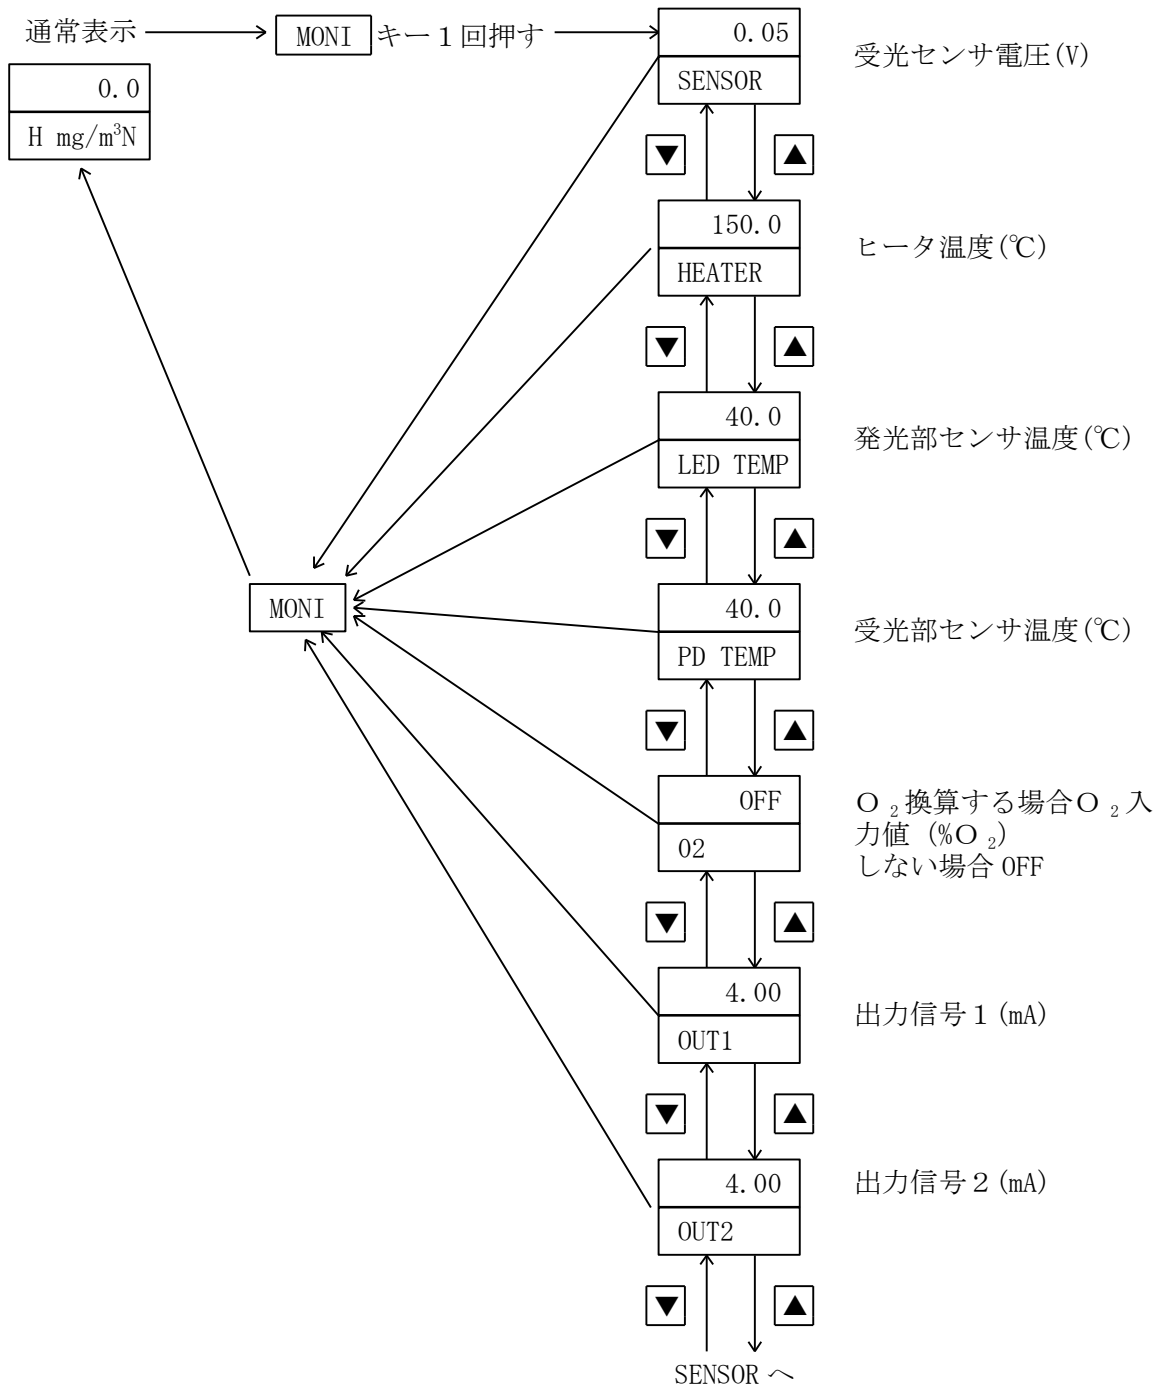 通常表示
MONI キー１回押す
0.05
SENSOR
受光センサ電圧(V)
0.0
H mg/m³N
▼ ▲
150.0
HEATER
ヒータ温度(℃)
▼ ▲
40.0
LED TEMP
発光部センサ温度(℃)
▼ ▲
MONI
40.0
PD TEMP
受光部センサ温度(℃)
▼ ▲
OFF
O2
Ｏ₂換算する場合Ｏ₂入
力値 (%Ｏ₂)
しない場合 OFF
▼ ▲
4.00
OUT1
出力信号１(mA)
▼ ▲
4.00
OUT2
出力信号２(mA)
▼ ▲
SENSOR へ